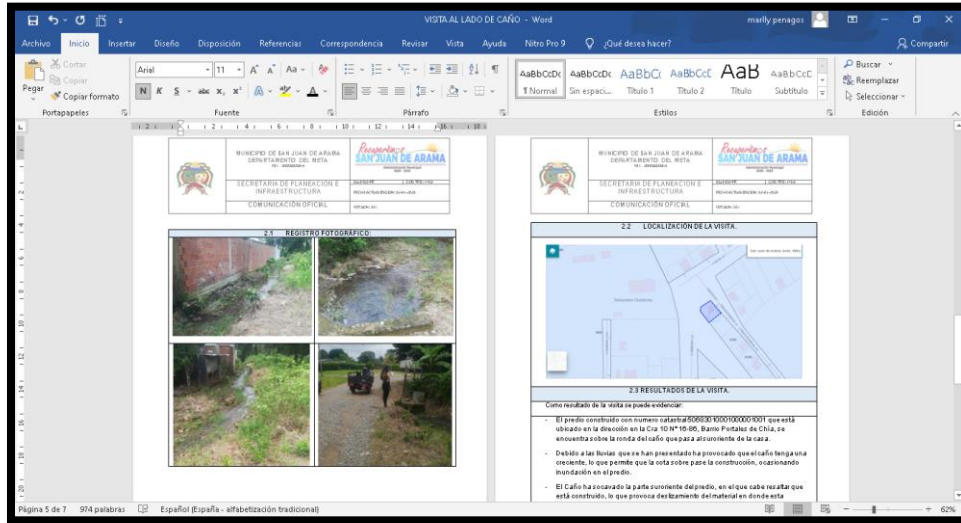 VISITA AL LADO DE CAÑO - Word
marlly penagos
Archivo Inicio Insertar Diseño Disposición Referencias Correspondencia Revisar Vista Ayuda Nitro Pro 9 ¿Qué desea hacer? Compartir
Pegar
Cortar
Copiar
Copiar formato
Portapapeles
Arial 11
N K S abc x₂ x²
Fuente
Párrafo
AaBbCcDc AaBbCcDc AaBbCc AaBbCcC AaB AaBbCcC
¶ Normal Sin espaci... Título 1 Título 2 Título Subtítulo
Estilos
Buscar
Reemplazar
Seleccionar
Edición
MUNICIPIO DE SAN JUAN DE ARAMA
DEPARTAMENTO DEL META
SECRETARIA DE PLANEACION E
INFRAESTRUCTURA
COMUNICACIÓN OFICIAL
Recuperemos
SAN JUAN DE ARAMA
2.1 REGISTRO FOTOGRÁFICO:
MUNICIPIO DE SAN JUAN DE ARAMA
DEPARTAMENTO DEL META
SECRETARIA DE PLANEACION E
INFRAESTRUCTURA
COMUNICACIÓN OFICIAL
Recuperemos
SAN JUAN DE ARAMA
2.2 LOCALIZACIÓN DE LA VISITA.
2.3 RESULTADOS DE LA VISITA.
Como resultado de la visita se puede evidenciar:
- El predio construido con numero catastral que está
ubicado en la dirección en la Cra 10 N° 16-86, Barrio Portales de Chía, se
encuentra sobre la ronda del caño que pasa al suroriente de la casa.
- Debido a las lluvias que se han presentado ha provocado que el caño tenga una
creciente, lo que permite que la cota sobre pase la construcción, ocasionando
inundación en el predio.
- En el Caño ha socavado la parte suroriente del predio, en el que cabe resaltar que
está construido, lo que provoca deslizamiento del material en donde esta
Página 5 de 7 974 palabras Español (España - alfabetización tradicional) 62%